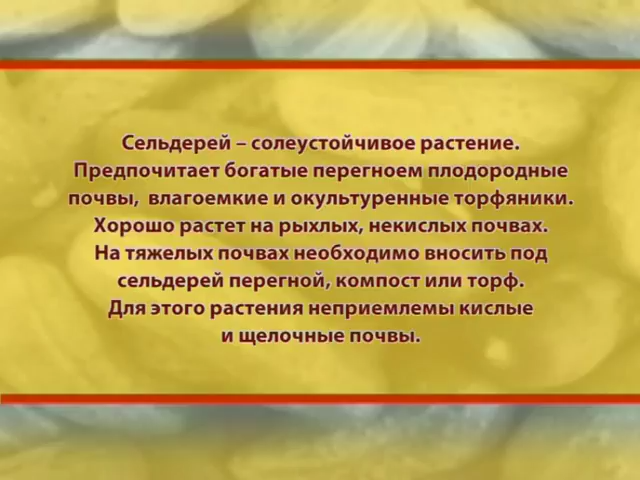 Сельдерей – солеустойчивое растение.
Предпочитает богатые перегноем плодородные
почвы, влагоемкие и окультуренные торфяники.
Хорошо растет на рыхлых, некислых почвах.
На тяжелых почвах необходимо вносить под
сельдерей перегной, компост или торф.
Для этого растения неприемлемы кислые
и щелочные почвы.